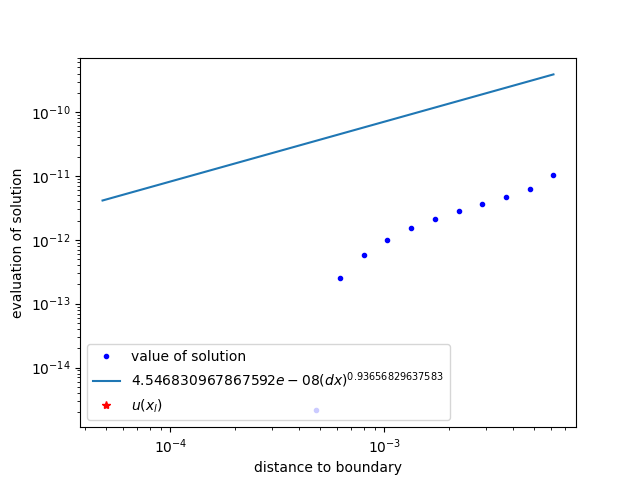 10⁻¹⁰
10⁻¹¹
10⁻¹²
10⁻¹³
10⁻¹⁴
evaluation of solution
value of solution
4.546830967867592e − 08(dx)^0.93656829637583
u(x_l)
10⁻⁴
10⁻³
distance to boundary